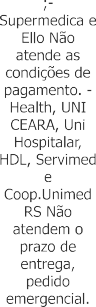 ;-
Supermedica e
Ello Não
atende as
condições de
pagamento. -
Health, UNI
CEARA, Uni
Hospitalar,
HDL, Servimed
e
Coop.Unimed
RS Não
atendem o
prazo de
entrega,
pedido
emergencial.